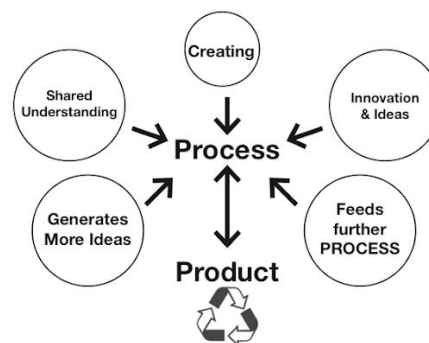 Creating
Shared
Understanding
Innovation
& Ideas
Process
Generates
More Ideas
Feeds
further
PROCESS
Product